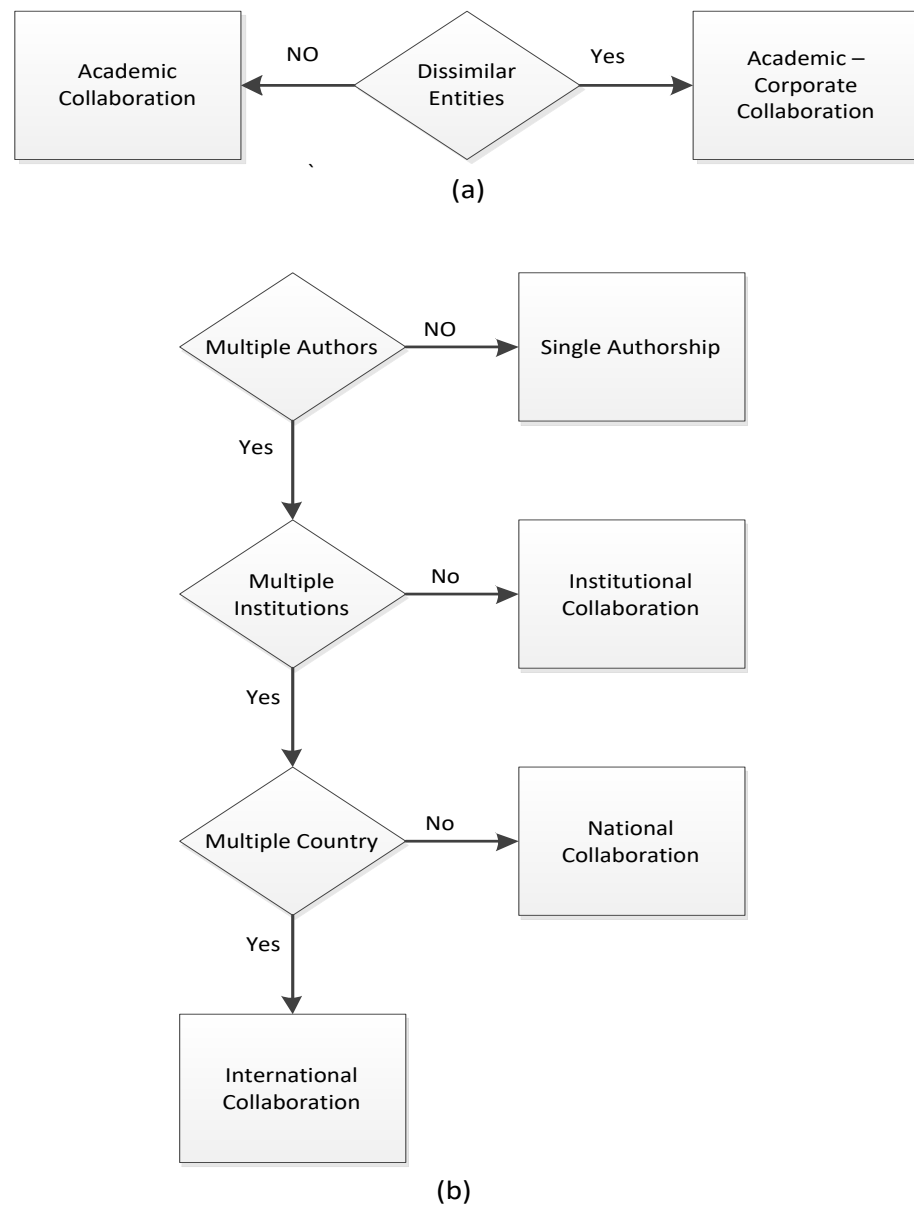 Academic
Collaboration
NO
Dissimilar
Entities
Yes
Academic –
Corporate
Collaboration
`
(a)
Multiple Authors
NO
Single Authorship
Yes
Multiple
Institutions
No
Institutional
Collaboration
Yes
Multiple Country
No
National
Collaboration
Yes
International
Collaboration
(b)